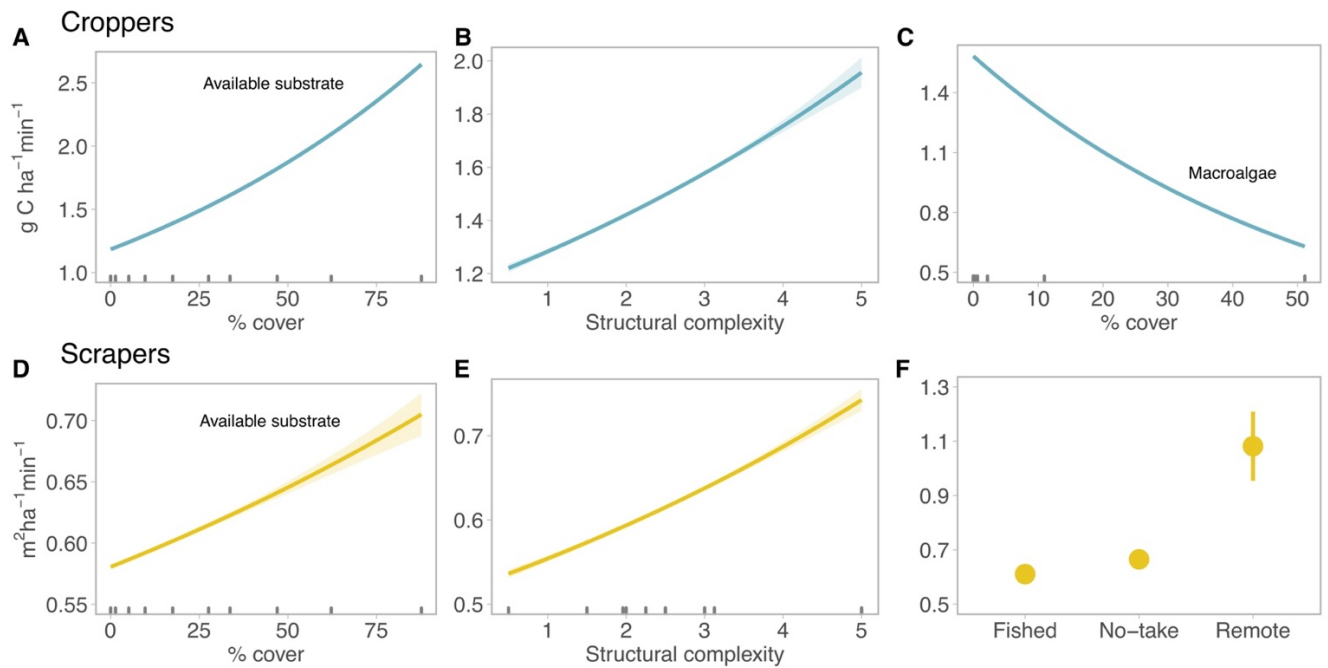 Croppers
A
B
C
Available substrate
Macroalgae
g C ha⁻¹min⁻¹
2.5
2.0
1.5
1.0
0 25 50 75
% cover
2.0
1.8
1.6
1.4
1.2
1 2 3 4 5
Structural complexity
1.4
1.1
0.8
0.5
0 10 20 30 40 50
% cover
Scrapers
D
E
F
Available substrate
m²ha⁻¹min⁻¹
0.70
0.65
0.60
0.55
0 25 50 75
% cover
0.7
0.6
0.5
1 2 3 4 5
Structural complexity
1.3
1.1
0.9
0.7
0.5
Fished No−take Remote